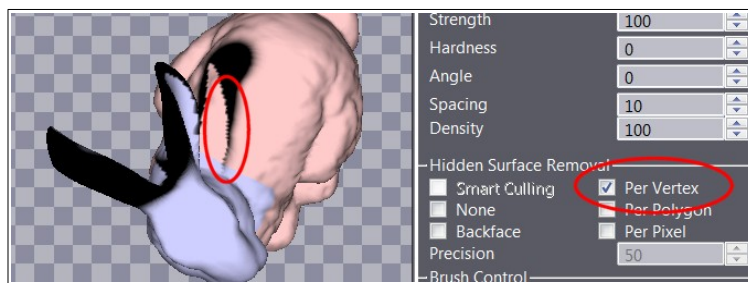 Strength 100
Hardness 0
Angle 0
Spacing 10
Density 100
Hidden Surface Removal
Smart Culling Per Vertex
None Per Polygon
Backface Per Pixel
Precision 50
Brush Control